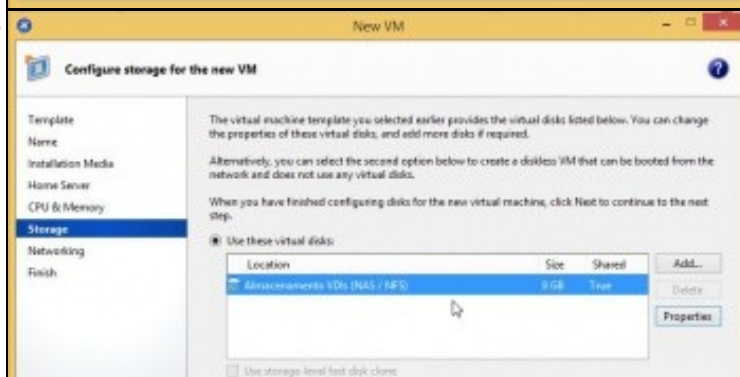 New VM
Configure storage for the new VM
Template
Name
Installation Media
Home Server
CPU & Memory
Storage
Networking
Finish
The virtual machine template you selected earlier provides the virtual disks listed below. You can change
the properties of these virtual disks, and add more disks if required.
Alternatively, you can select the second option below to create a diskless VM that can be booted from the
network and does not use any virtual disks.
When you have finished configuring disks for the new virtual machine, click Next to continue to the next
step.
Use these virtual disks:
Location Size Shared
Almacenamento VDIs (NAS / NFS) 8 GB True
Add...
Delete
Properties
Use storage-level fast disk clone